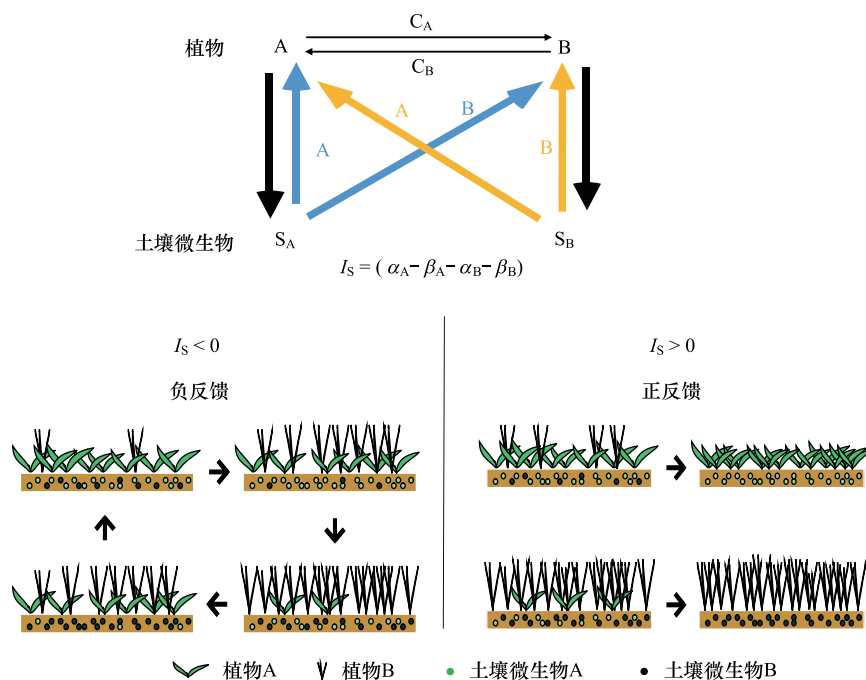 C_A
植物 A B
C_B
A B
A B
土壤微生物 S_A S_B
I_S = ( α_A− β_A− α_B− β_B)
I_S < 0 I_S > 0
负反馈 正反馈
植物A 植物B 土壤微生物A 土壤微生物B